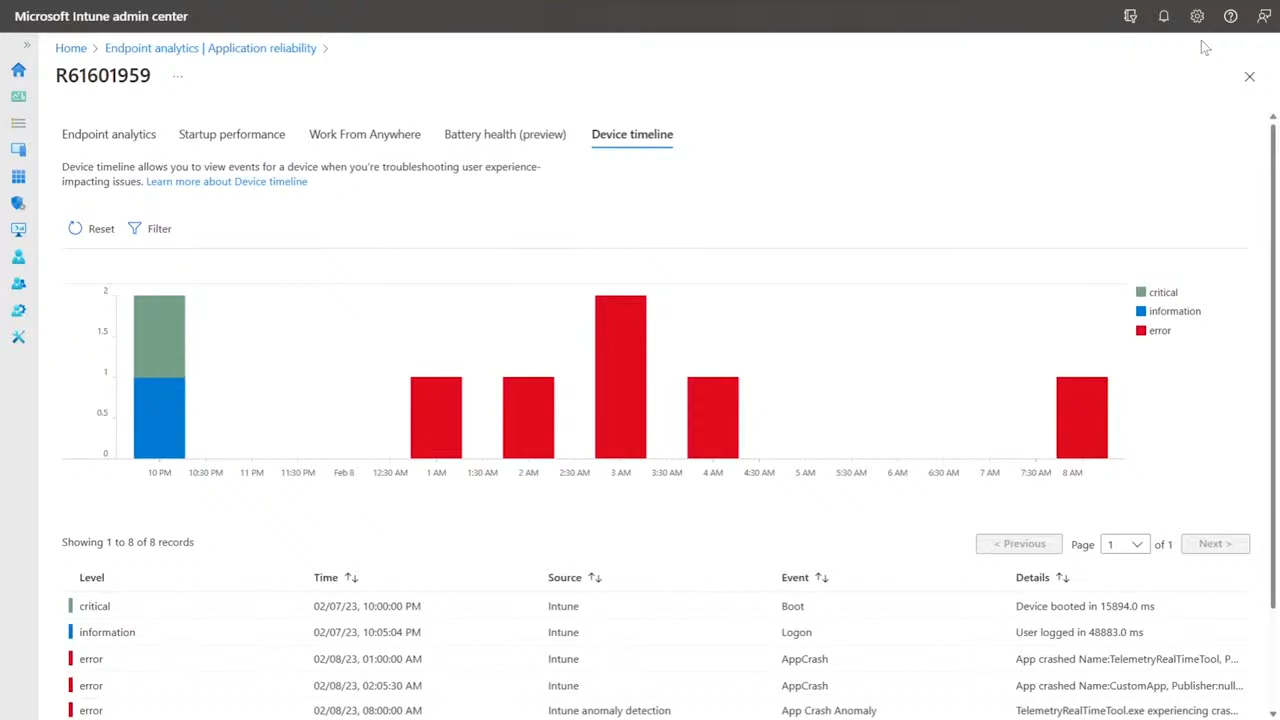 Microsoft Intune admin center
Home > Endpoint analytics | Application reliability >
R61601959 ...
Endpoint analytics Startup performance Work From Anywhere Battery health (preview) Device timeline
Device timeline allows you to view events for a device when you're troubleshooting user experience-
impacting issues. Learn more about Device timeline
Reset Filter
2
1.5
1
0.5
0
critical
information
error
10 PM 10:30 PM 11 PM 11:30 PM Feb 8 12:30 AM 1 AM 1:30 AM 2 AM 2:30 AM 3 AM 3:30 AM 4 AM 4:30 AM 5 AM 5:30 AM 6 AM 6:30 AM 7 AM 7:30 AM 8 AM
Showing 1 to 8 of 8 records
< Previous Page 1 of 1 Next >
Level Time Source Event Details
critical 02/07/23, 10:00:00 PM Intune Boot Device booted in 15894.0 ms
information 02/07/23, 10:05:04 PM Intune Logon User logged in 48883.0 ms
error 02/08/23, 01:00:00 AM Intune AppCrash App crashed Name:TelemetryRealTimeTool, P...
error 02/08/23, 02:05:30 AM Intune AppCrash App crashed Name:CustomApp, Publisher:null...
error 02/08/23, 08:00:00 AM Intune anomaly detection App Crash Anomaly TelemetryRealTimeTool.exe experiencing cras...